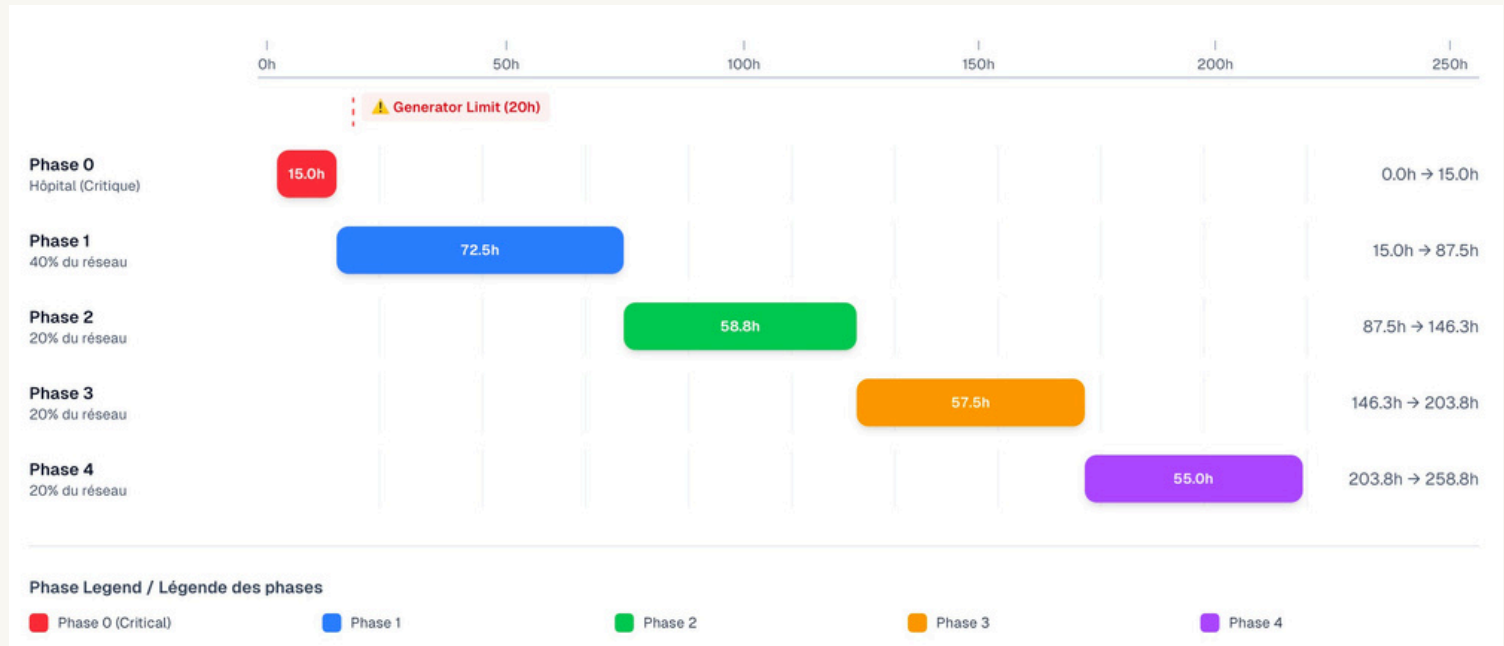 0h 50h 100h 150h 200h 250h
⚠️ Generator Limit (20h)
Phase 0
Hôpital (Critique)
15.0h
0.0h → 15.0h
Phase 1
40% du réseau
72.5h
15.0h → 87.5h
Phase 2
20% du réseau
58.8h
87.5h → 146.3h
Phase 3
20% du réseau
57.5h
146.3h → 203.8h
Phase 4
20% du réseau
55.0h
203.8h → 258.8h
Phase Legend / Légende des phases
Phase 0 (Critical) Phase 1 Phase 2 Phase 3 Phase 4